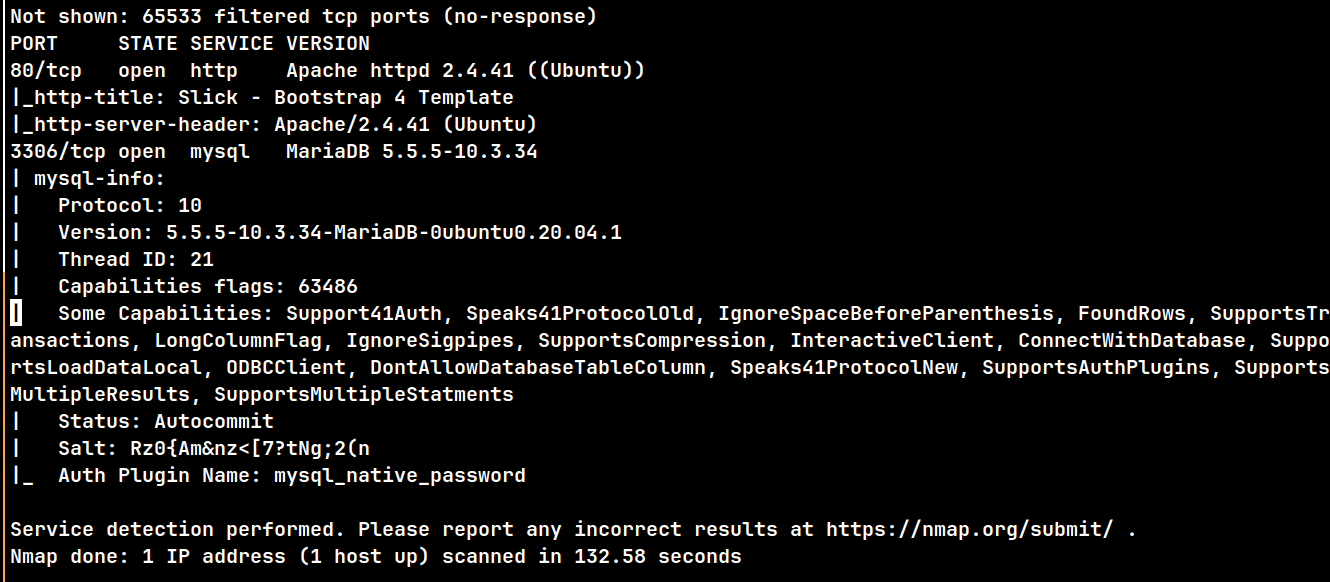 Not shown: 65533 filtered tcp ports (no-response)
PORT     STATE SERVICE VERSION
80/tcp   open  http    Apache httpd 2.4.41 ((Ubuntu))
|_http-title: Slick - Bootstrap 4 Template
|_http-server-header: Apache/2.4.41 (Ubuntu)
3306/tcp open  mysql   MariaDB 5.5.5-10.3.34
| mysql-info:
|   Protocol: 10
|   Version: 5.5.5-10.3.34-MariaDB-0ubuntu0.20.04.1
|   Thread ID: 21
|   Capabilities flags: 63486
|   Some Capabilities: Support41Auth, Speaks41ProtocolOld, IgnoreSpaceBeforeParenthesis, FoundRows, SupportsTr
ansactions, LongColumnFlag, IgnoreSigpipes, SupportsCompression, InteractiveClient, ConnectWithDatabase, Suppo
rtsLoadDataLocal, ODBCClient, DontAllowDatabaseTableColumn, Speaks41ProtocolNew, SupportsAuthPlugins, Supports
MultipleResults, SupportsMultipleStatments
|   Status: Autocommit
|   Salt: Rz0{Am&nz<[7?tNg;2(n
|_  Auth Plugin Name: mysql_native_password
Service detection performed. Please report any incorrect results at https://nmap.org/submit/ .
Nmap done: 1 IP address (1 host up) scanned in 132.58 seconds